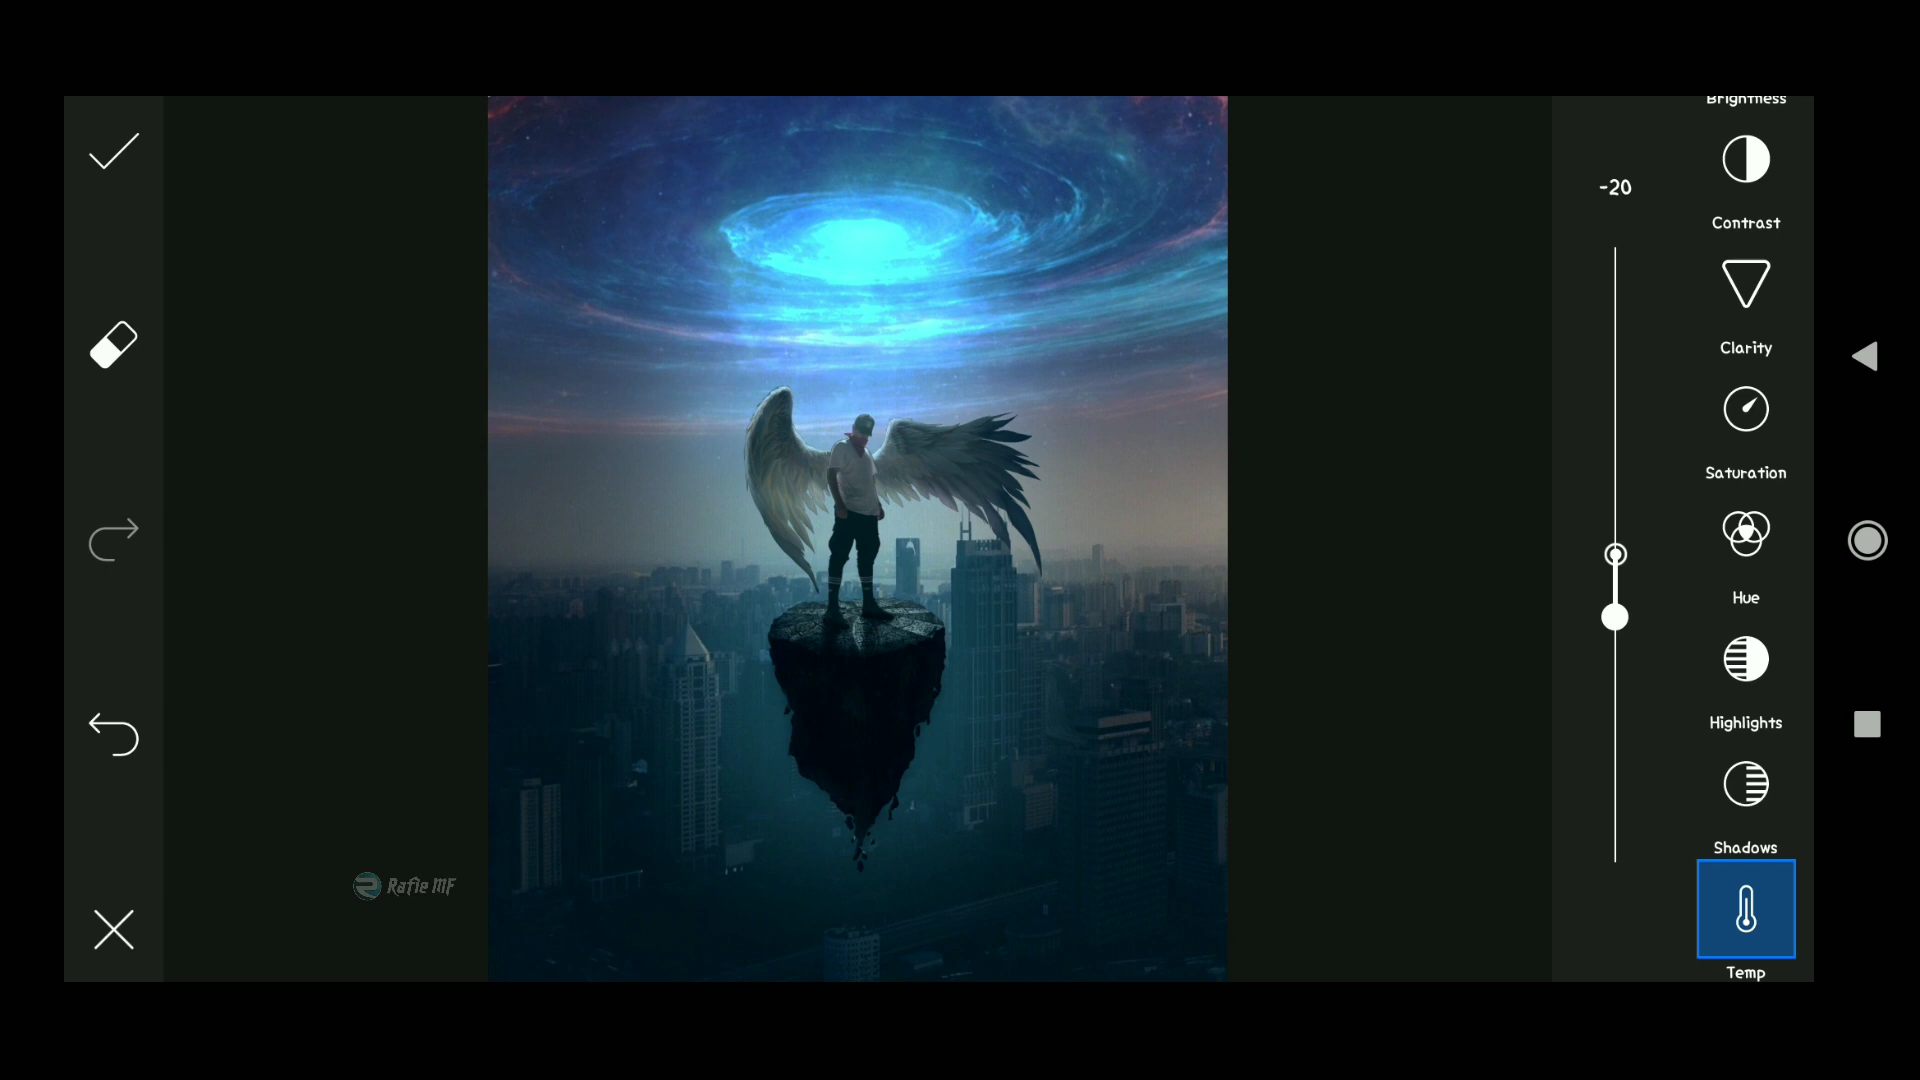 Brightness
-20
Contrast
Clarity
Saturation
Hue
Highlights
Shadows
Temp
Rafie MF